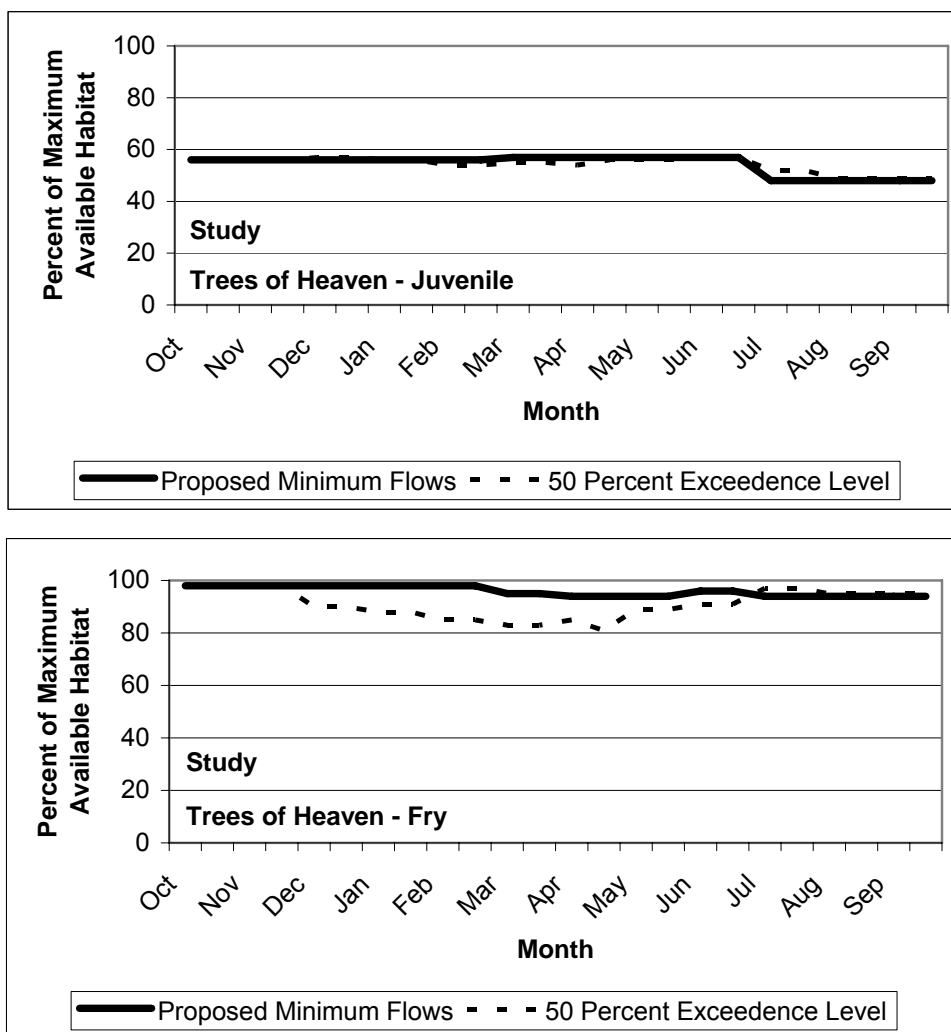 Percent of Maximum
Available Habitat
100
80
60
40
20
0
Study
Trees of Heaven - Juvenile
Oct
Nov
Dec
Jan
Feb
Mar
Apr
May
Jun
Jul
Aug
Sep
Month
Proposed Minimum Flows
50 Percent Exceedence Level
Percent of Maximum
Available Habitat
100
80
60
40
20
0
Study
Trees of Heaven - Fry
Oct
Nov
Dec
Jan
Feb
Mar
Apr
May
Jun
Jul
Aug
Sep
Month
Proposed Minimum Flows
50 Percent Exceedence Level